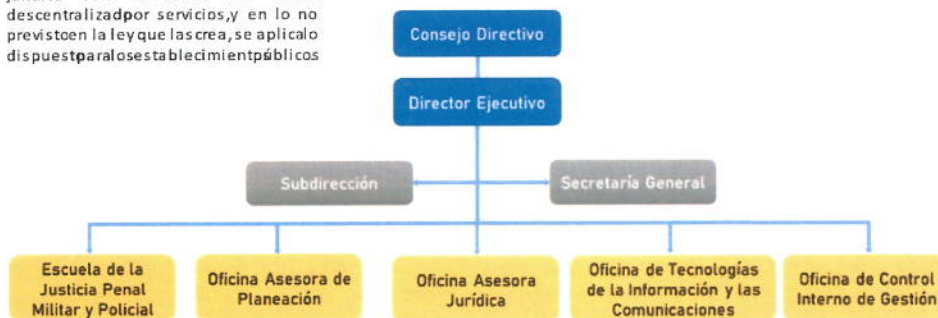 descentralizadpor servicios, y en lo no
previstoen la ley que lascrea, se aplicalo
dispuestparalosestablecimientpúblicos
Consejo Directivo
Director Ejecutivo
Subdirección
Secretaría General
Escuela de la
Justicia Penal
Militar y Policial
Oficina Asesora de
Planeación
Oficina Asesora
Jurídica
Oficina de Tecnologías
de la Información y las
Comunicaciones
Oficina de Control
Interno de Gestión